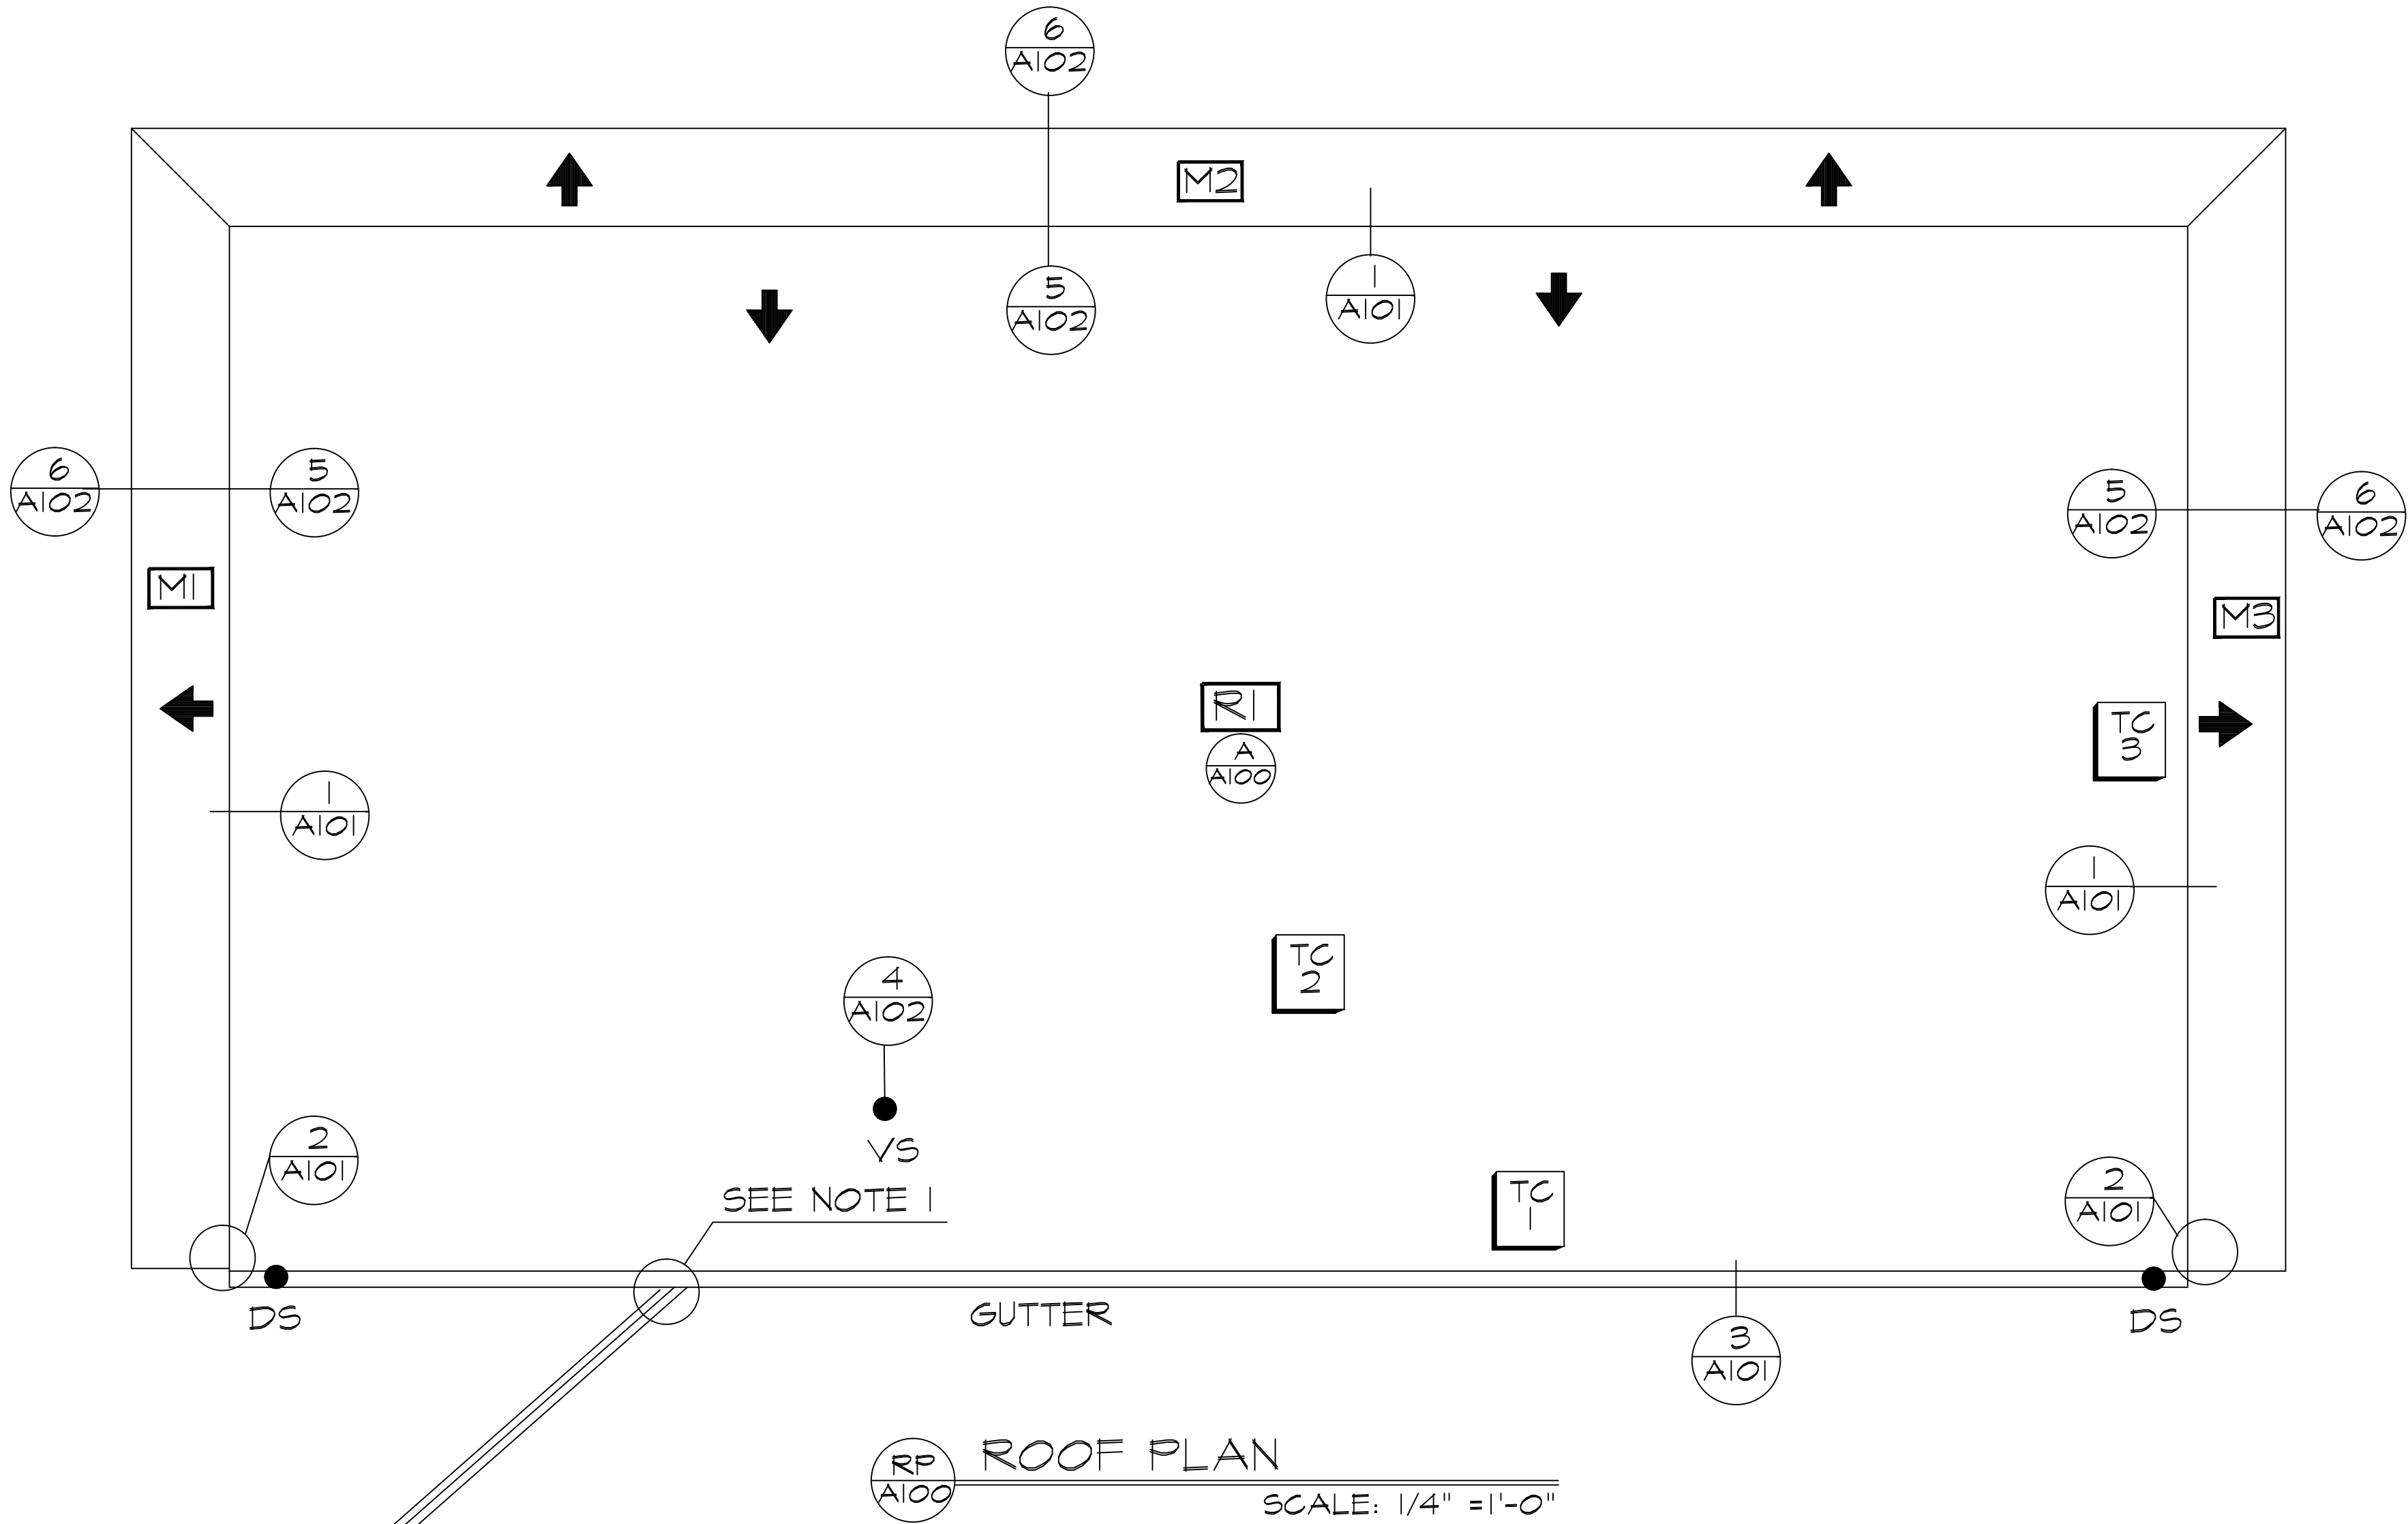 6
A102
M2
5
A102
1
A101
6
A102
5
A102
5
A102
6
A102
M1
M3
R1
A
A100
TC
3
1
A101
1
A101
TC
2
4
A102
VS
2
A101
SEE NOTE 1
TC
1
2
A101
DS
GUTTER
DS
3
A101
RP
A100
ROOF PLAN
SCALE: 1/4" =1'-0"